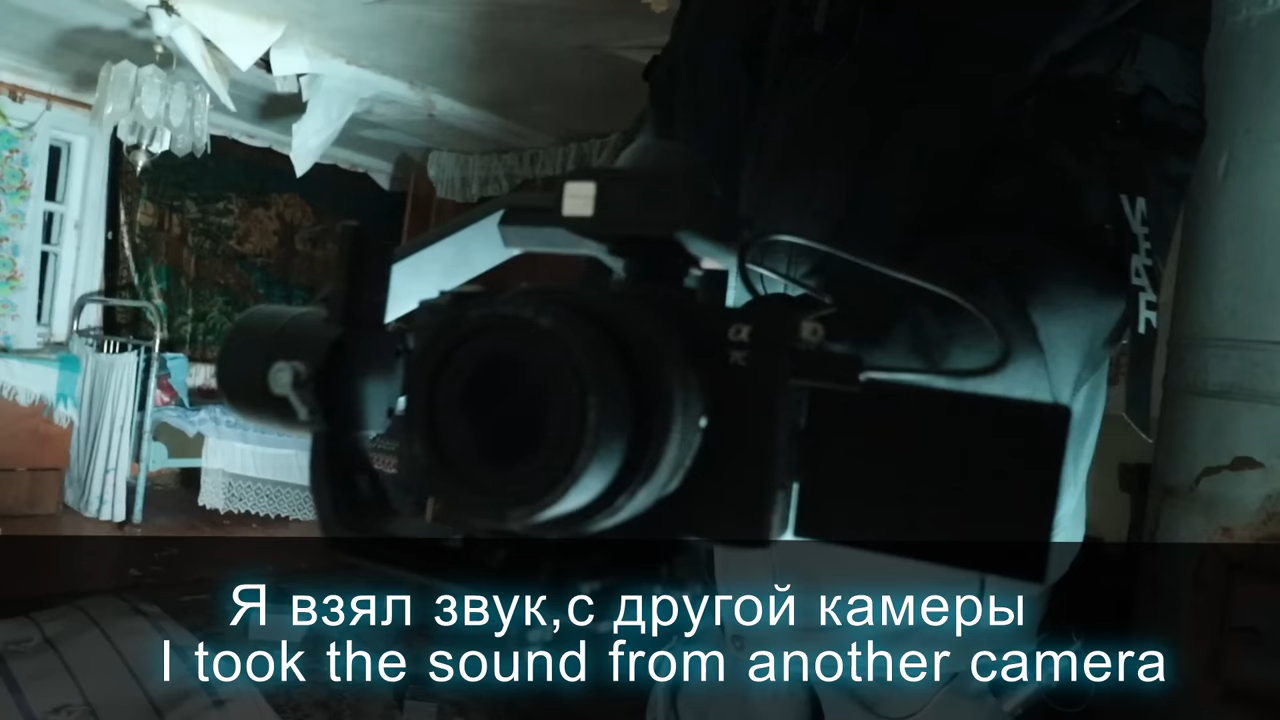 Я взял звук,с другой камеры
I took the sound from another camera